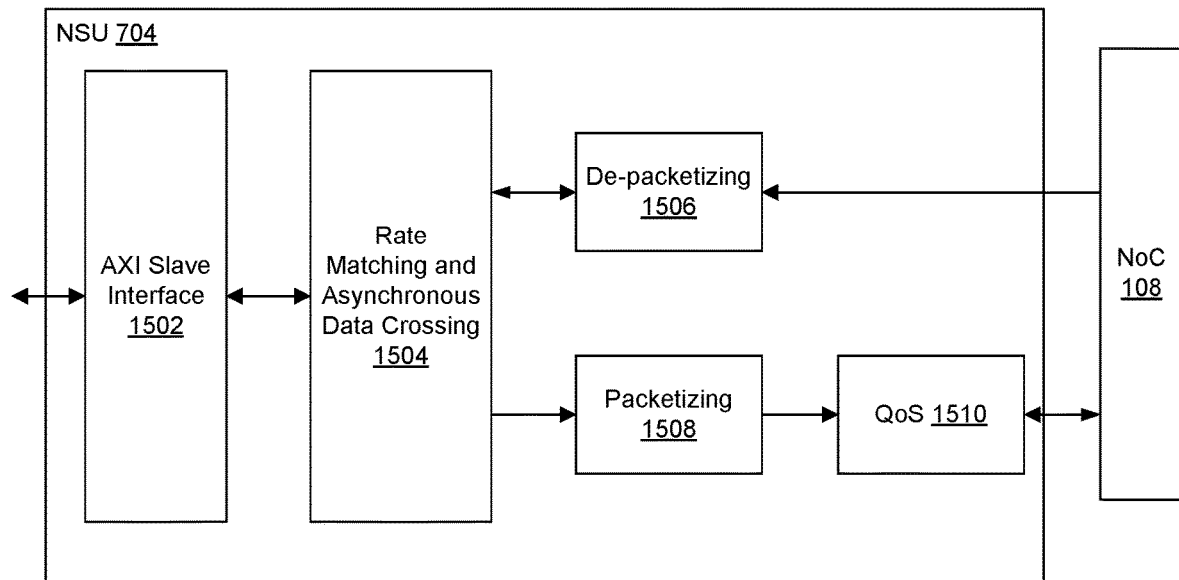 NSU 704
AXI Slave
Interface
1502
Rate
Matching and
Asynchronous
Data Crossing
1504
De-packetizing
1506
Packetizing
1508
QoS 1510
NoC
108